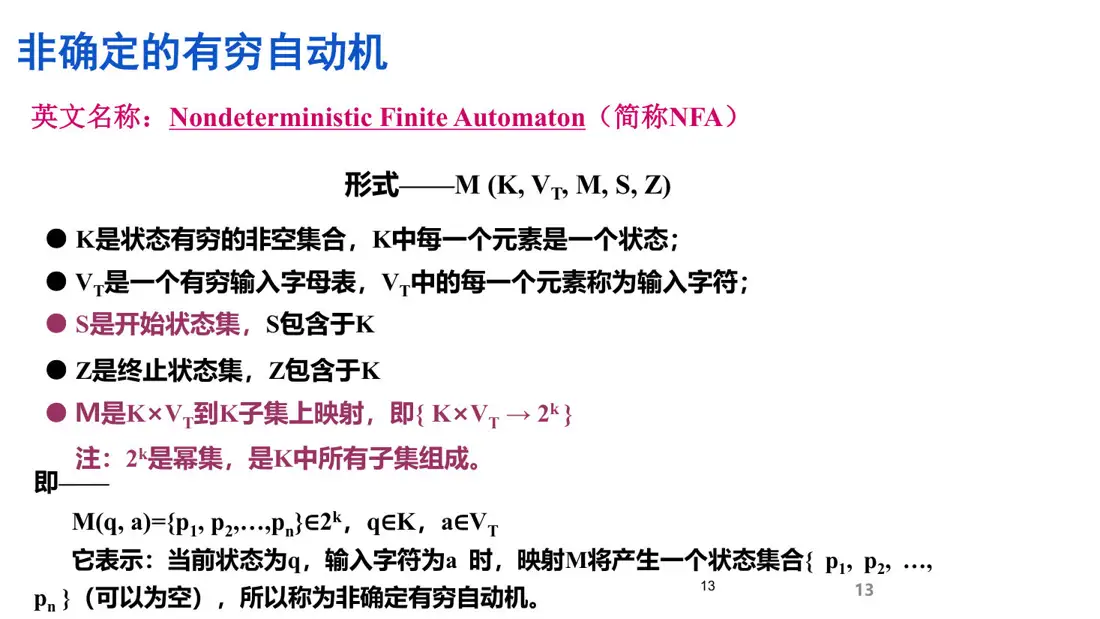 非确定的有穷自动机
英文名称：Nondeterministic Finite Automaton（简称NFA）
形式——M (K, VT, M, S, Z)
● K是状态有穷的非空集合，K中每一个元素是一个状态；
● VT是一个有穷输入字母表，VT中的每一个元素称为输入字符；
● S是开始状态集，S包含于K
● Z是终止状态集，Z包含于K
● M是K×VT到K子集上映射，即{ K×VT → 2k }
注：2k是幂集，是K中所有子集组成。
即——
M(q, a)={p1, p2,…,pn}∈2k，q∈K，a∈VT
它表示：当前状态为q，输入字符为a 时，映射M将产生一个状态集合{ p1, p2, …,
pn }（可以为空），所以称为非确定有穷自动机。
13
13